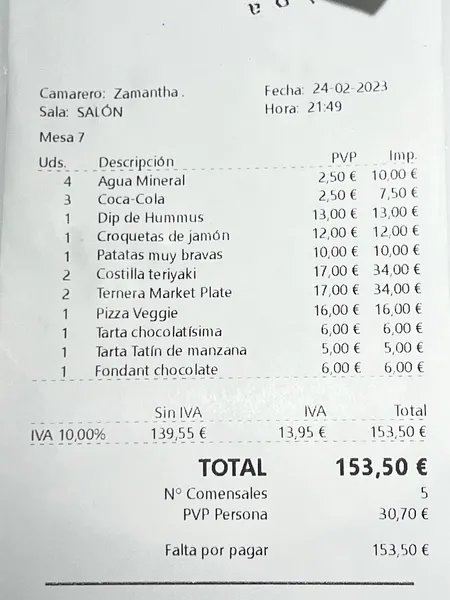 Camarero: Zamantha .
Fecha: 24-02-2023
Sala: SALÓN
Hora: 21:49
Mesa 7
Uds. Descripción PVP Imp.
4 Agua Mineral 2,50 € 10,00 €
3 Coca-Cola 2,50 € 7,50 €
1 Dip de Hummus 13,00 € 13,00 €
1 Croquetas de jamón 12,00 € 12,00 €
1 Patatas muy bravas 10,00 € 10,00 €
2 Costilla teriyaki 17,00 € 34,00 €
2 Ternera Market Plate 17,00 € 34,00 €
1 Pizza Veggie 16,00 € 16,00 €
1 Tarta chocolatísima 6,00 € 6,00 €
1 Tarta Tatín de manzana 5,00 € 5,00 €
1 Fondant chocolate 6,00 € 6,00 €
Sin IVA IVA Total
IVA 10,00% 139,55 € 13,95 € 153,50 €
TOTAL 153,50 €
Nº Comensales 5
PVP Persona 30,70 €
Falta por pagar 153,50 €